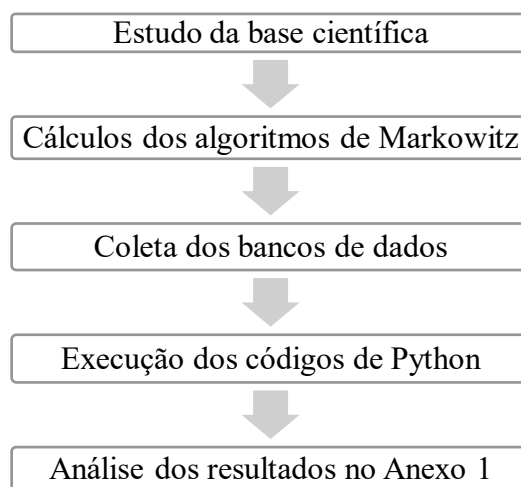 Estudo da base científica
Cálculos dos algoritmos de Markowitz
Coleta dos bancos de dados
Execução dos códigos de Python
Análise dos resultados no Anexo 1